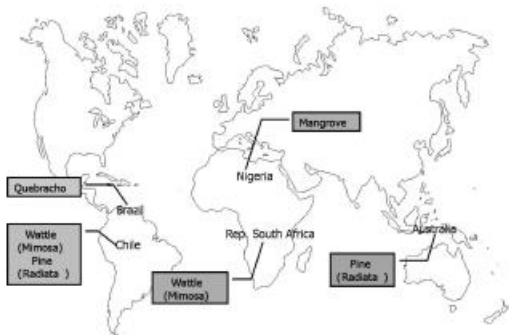 Mangrove
Nigeria
Quebracho
Brazil
Wattle
(Mimosa)
Pine
(Radiata )
Chile
Rep. South Africa
Wattle
(Mimosa)
Australia
Pine
(Radiata )